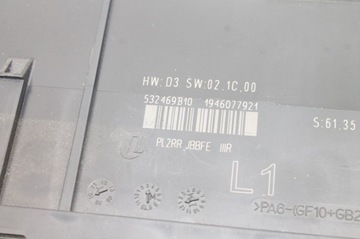 HW:D3 SW:02.1C.00
532469B10 1946077921
S:61.35
PL2RR JBBFE IIIR
L1
>PA6-(GF10+GB2